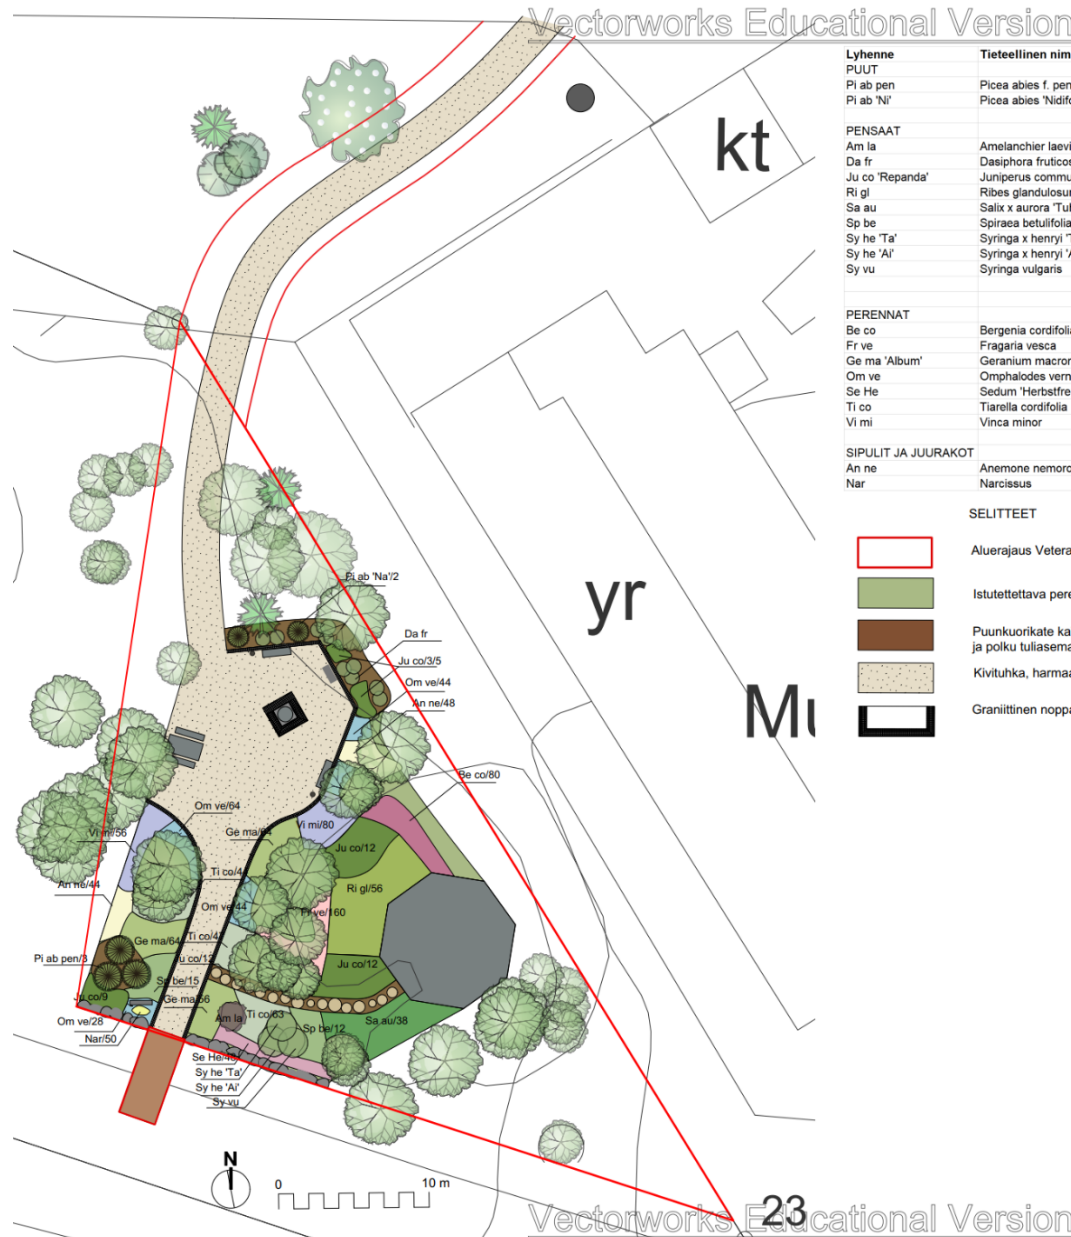 Vectorworks Educational Version
Lyhenne Tieteellinen nim
PUUT
Pi ab pen Picea abies f. pen
Pi ab 'Ni' Picea abies 'Nidifo
PENSAAT
Am la Amelanchier laevi
Da fr Dasiphora fruticos
Ju co 'Repanda' Juniperus commu
Ri gl Ribes glandulosu
Sa au Salix x aurora 'Tuh
Sp be Spiraea betulifolia
Sy he 'Ta' Syringa x henryi 'T
Sy he 'Ai' Syringa x henryi 'A
Sy vu Syringa vulgaris
PERENNAT
Be co Bergenia cordifolia
Fr ve Fragaria vesca
Ge ma 'Album' Geranium macror
Om ve Omphalodes vern
Se He Sedum 'Herbstfre
Ti co Tiarella cordifolia
Vi mi Vinca minor
SIPULIT JA JUURAKOT
An ne Anemone nemoro
Nar Narcissus
SELITTEET
Aluerajaus Vetera
Istutettettava pere
Puunkuorikate ka
ja polku tuliasema
Kivituhka, harmaa
Graniittinen noppa
kt
yr
Mu
23
Pi ab 'Na'/2
Da fr
Ju co/3/5
Om ve/44
An ne/48
Be co/80
Om ve/64
Vi mi/56
Ge ma/64
Vi mi/80
Ju co/12
Ti co/4
Ri gl/56
An ne/44
Om ve/44
Fr ve/160
Ti co/4
Ge ma/64
Pi ab pen/3
Ju co/12
Ju co/12
Sp be/15
Ju co/9
Ge ma/56
Om ve/28
Am la
Ti co/63
Sp be/12
Sa au/38
Nar/50
Se He/48
Sy he 'Ta'
Sy he 'Ai'
Sy vu
N
0 10 m
Vectorworks Educational Version